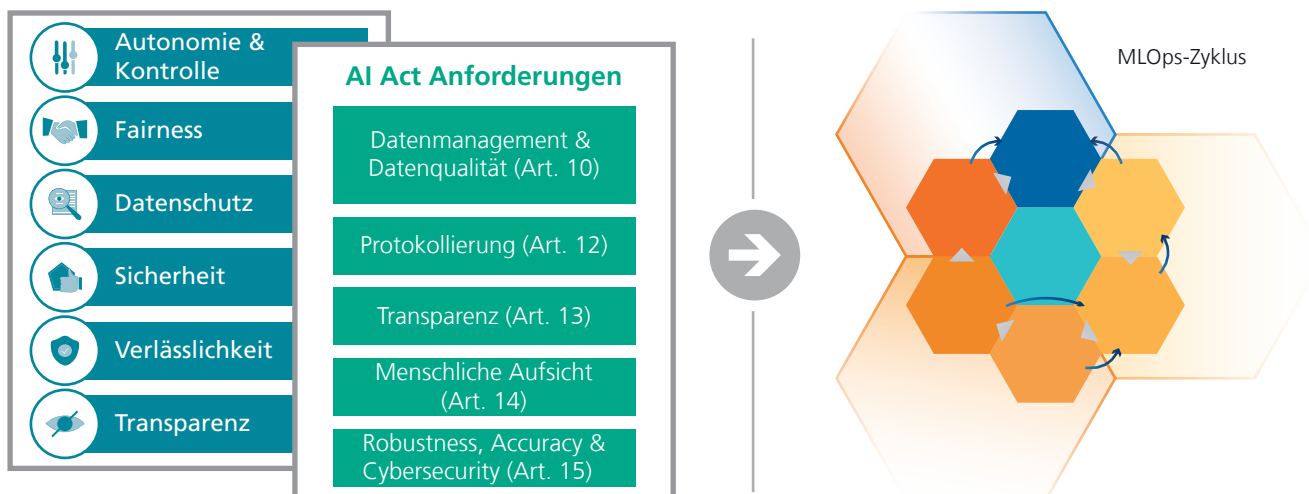 Autonomie &
Kontrolle
Fairness
Datenschutz
Sicherheit
Verlässlichkeit
Transparenz
AI Act Anforderungen
Datenmanagement &
Datenqualität (Art. 10)
Protokollierung (Art. 12)
Transparenz (Art. 13)
Menschliche Aufsicht
(Art. 14)
Robustness, Accuracy &
Cybersecurity (Art. 15)
MLOps-Zyklus